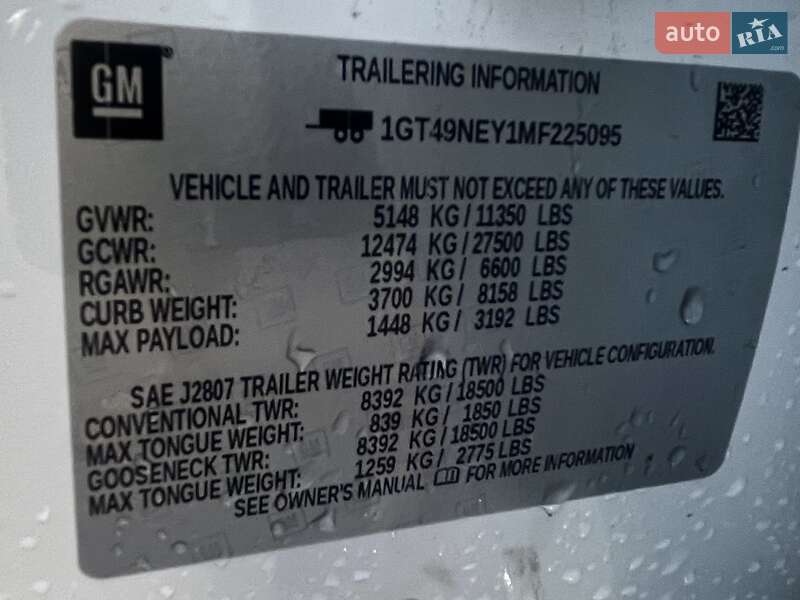 auto RIA
.com
GM
TRAILERING INFORMATION
1GT49NEY1MF225095
VEHICLE AND TRAILER MUST NOT EXCEED ANY OF THESE VALUES.
GVWR: 5148 KG/11350 LBS
GCWR: 12474 KG/27500 LBS
RGAWR: 2994 KG/ 6600 LBS
CURB WEIGHT: 3700 KG/ 8158 LBS
MAX PAYLOAD: 1448 KG/ 3192 LBS
SAE J2807 TRAILER WEIGHT RATING (TWR) FOR VEHICLE CONFIGURATION.
CONVENTIONAL TWR: 8392 KG/18500 LBS
MAX TONGUE WEIGHT: 839 KG/ 1850 LBS
GOOSENECK TWR: 8392 KG/18500 LBS
MAX TONGUE WEIGHT: 1259 KG/ 2775 LBS
SEE OWNER'S MANUAL FOR MORE INFORMATION